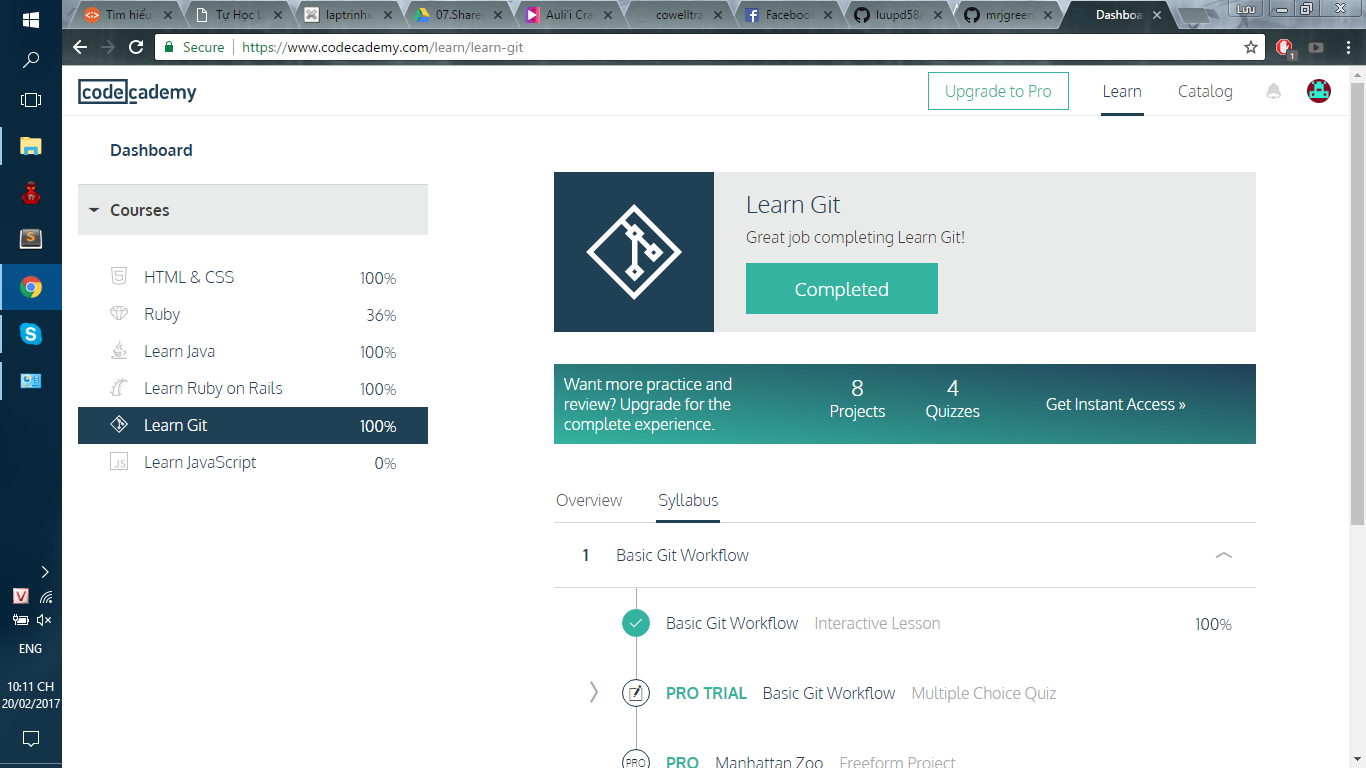 Tìm hiểu
Tự Học L
laptrinhx
07.Share
Auli'i Cra
cowelltra
Facebook
luupd58
mrjgreen
Dashboa
Lưu
Secure
https://www.codecademy.com/learn/learn-git
1
codecademy
Upgrade to Pro
Learn
Catalog
Dashboard
Courses
HTML & CSS 100%
Ruby 36%
Learn Java 100%
Learn Ruby on Rails 100%
Learn Git 100%
JS Learn JavaScript 0%
Learn Git
Great job completing Learn Git!
Completed
Want more practice and
review? Upgrade for the
complete experience.
8
Projects
4
Quizzes
Get Instant Access »
Overview Syllabus
1 Basic Git Workflow
Basic Git Workflow Interactive Lesson 100%
PRO TRIAL Basic Git Workflow Multiple Choice Quiz
PRO PRO Manhattan Zoo Freeform Project
S
S
V
ENG
10:11 CH
20/02/2017